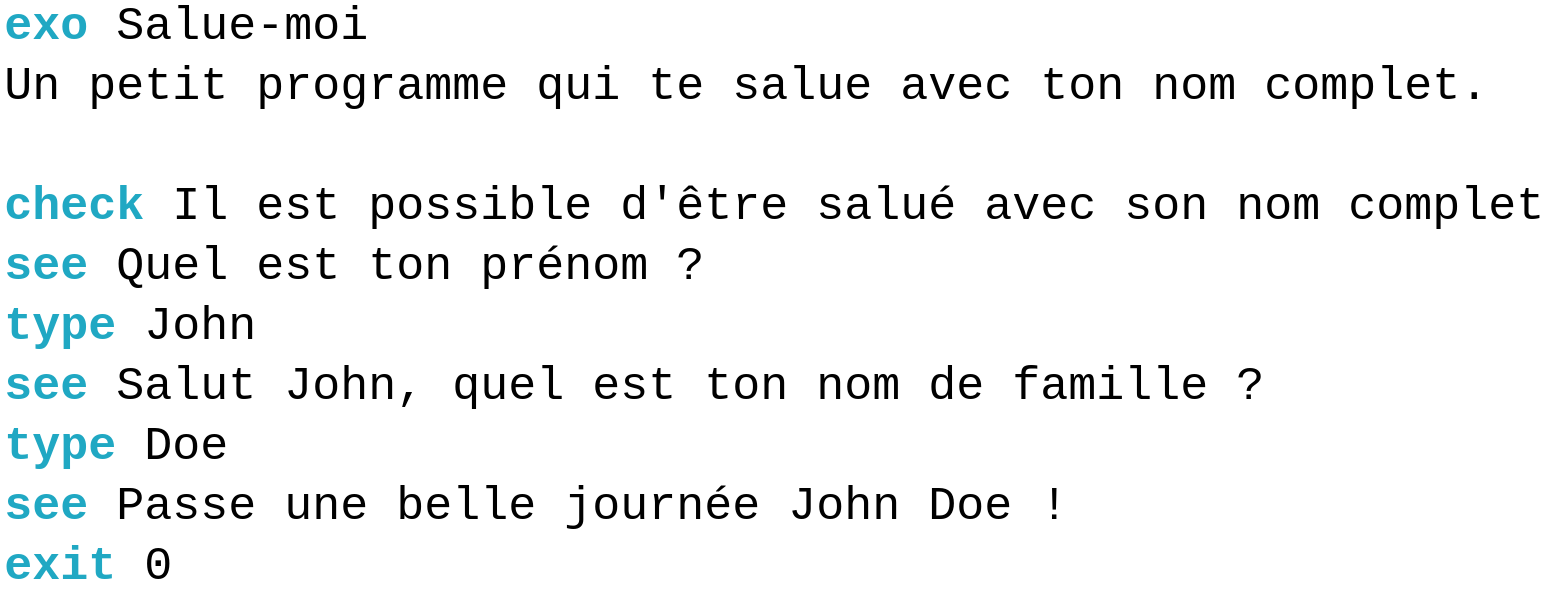 exo Salue-moi
Un petit programme qui te salue avec ton nom complet.
check Il est possible d'être salué avec son nom complet
see Quel est ton prénom ?
type John
see Salut John, quel est ton nom de famille ?
type Doe
see Passe une belle journée John Doe !
exit 0